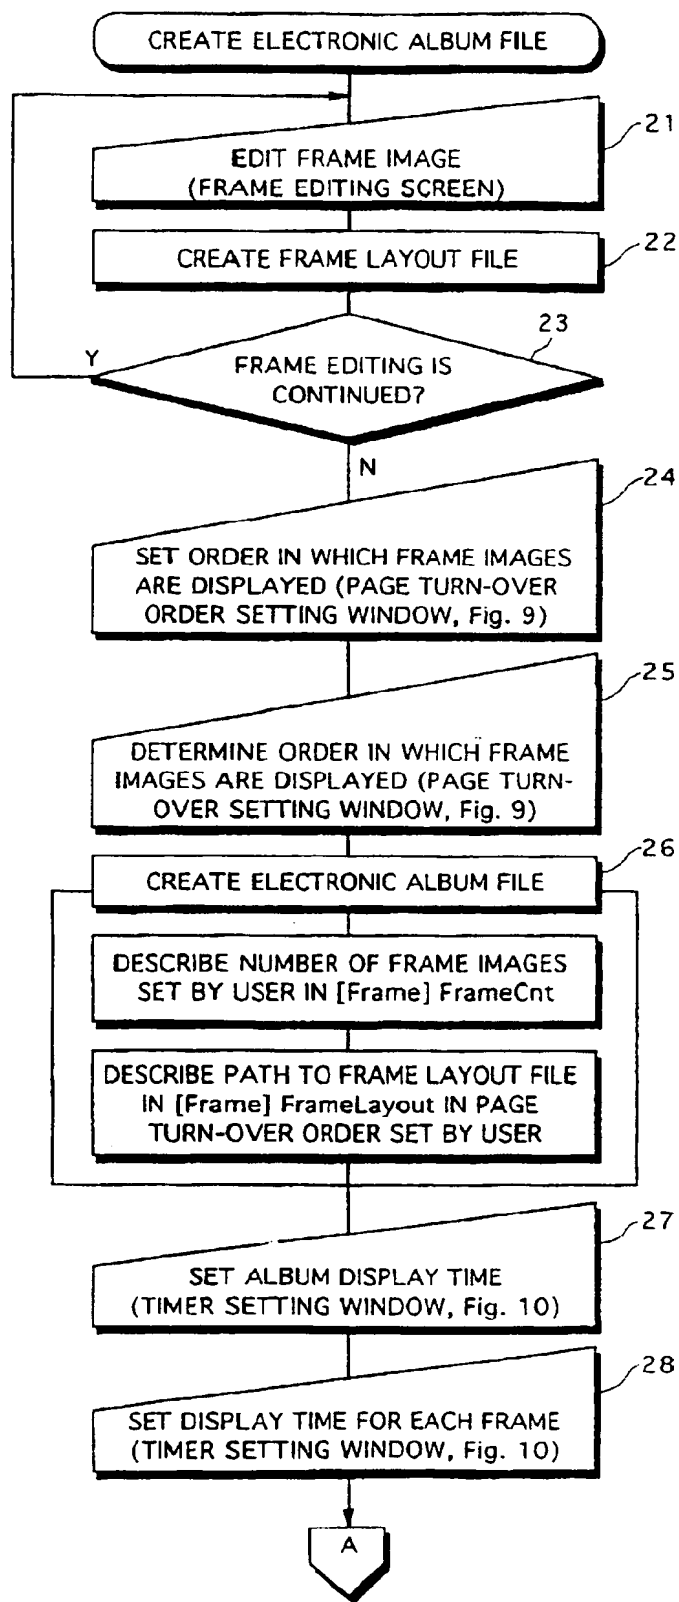 CREATE ELECTRONIC ALBUM FILE
21
EDIT FRAME IMAGE
(FRAME EDITING SCREEN)
22
CREATE FRAME LAYOUT FILE
23
Y
FRAME EDITING IS
CONTINUED?
N
24
SET ORDER IN WHICH FRAME IMAGES
ARE DISPLAYED (PAGE TURN-OVER
ORDER SETTING WINDOW, Fig. 9)
25
DETERMINE ORDER IN WHICH FRAME
IMAGES ARE DISPLAYED (PAGE TURN-
OVER SETTING WINDOW, Fig. 9)
26
CREATE ELECTRONIC ALBUM FILE
DESCRIBE NUMBER OF FRAME IMAGES
SET BY USER IN [Frame] FrameCnt
DESCRIBE PATH TO FRAME LAYOUT FILE
IN [Frame] FrameLayout IN PAGE
TURN-OVER ORDER SET BY USER
27
SET ALBUM DISPLAY TIME
(TIMER SETTING WINDOW, Fig. 10)
28
SET DISPLAY TIME FOR EACH FRAME
(TIMER SETTING WINDOW, Fig. 10)
A